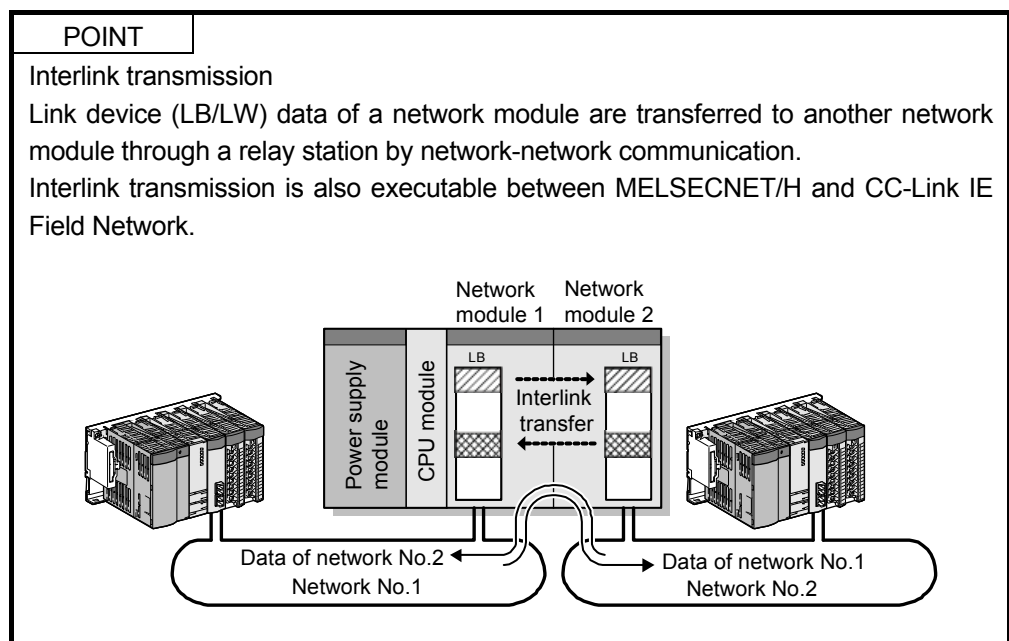 POINT
Interlink transmission
Link device (LB/LW) data of a network module are transferred to another network
module through a relay station by network-network communication.
Interlink transmission is also executable between MELSECNET/H and CC-Link IE
Field Network.
Network
module 1
Network
module 2
Power supply
module
CPU module
LB
LB
Interlink
transfer
Data of network No.2
Network No.1
Data of network No.1
Network No.2